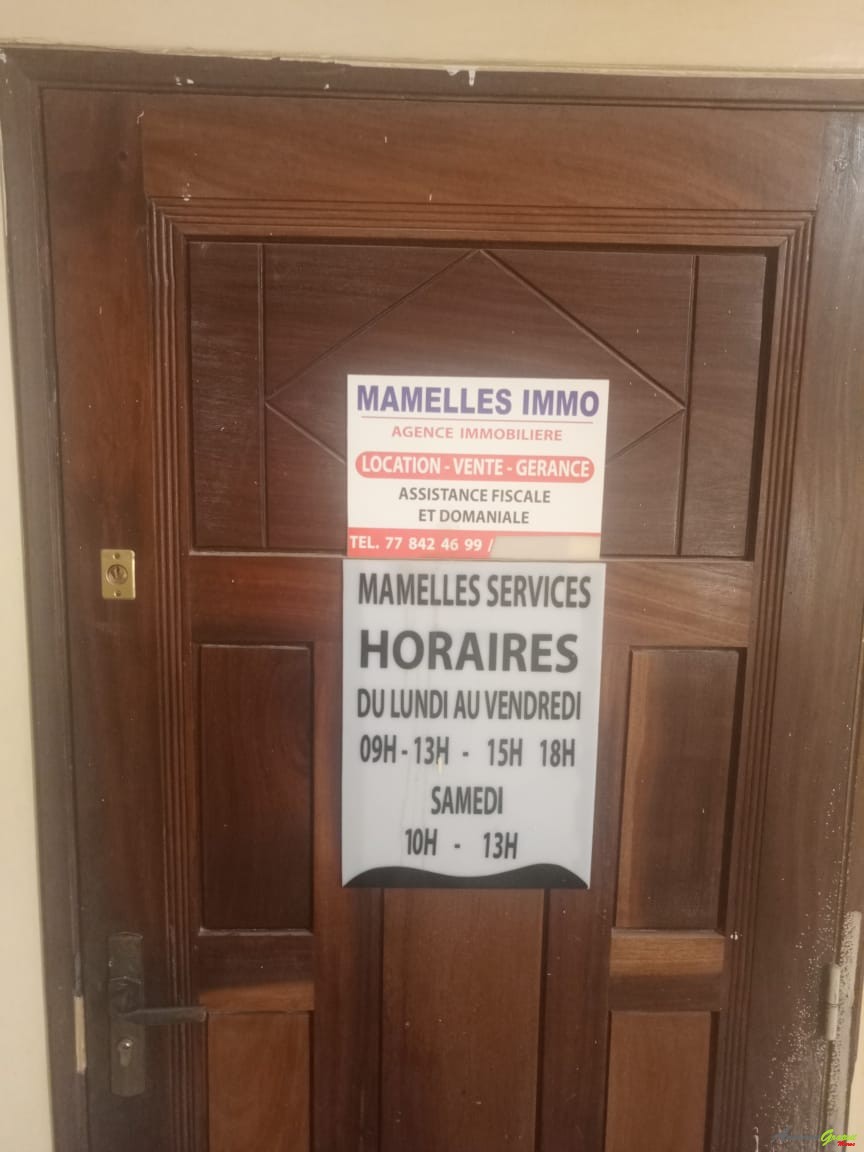 MAMELLES IMMO
AGENCE IMMOBILIERE
LOCATION - VENTE - GERANCE
ASSISTANCE FISCALE
ET DOMANIALE
TEL. 77 842 46 99 /
MAMELLES SERVICES
HORAIRES
DU LUNDI AU VENDREDI
09H - 13H - 15H 18H
SAMEDI
10H - 13H